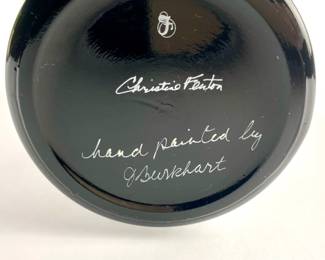 Christine Fenton
hand painted by
J Burkhart